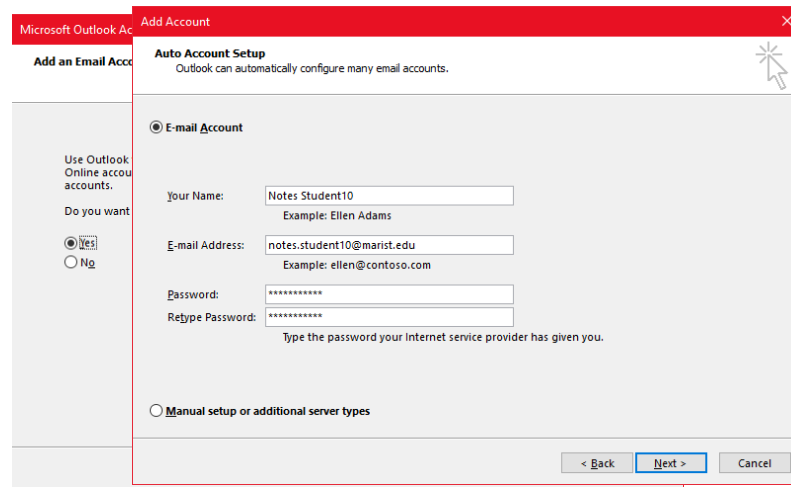 Microsoft Outlook Ac
Add an Email Acco
Use Outlook
Online accou
accounts.
Do you want
Yes
No
Add Account
Auto Account Setup
Outlook can automatically configure many email accounts.
E-mail Account
Your Name: Notes Student10
Example: Ellen Adams
E-mail Address: notes.student10@marist.edu
Example: ellen@contoso.com
Password: ***********
Retype Password: ***********
Type the password your Internet service provider has given you.
Manual setup or additional server types
< Back Next > Cancel